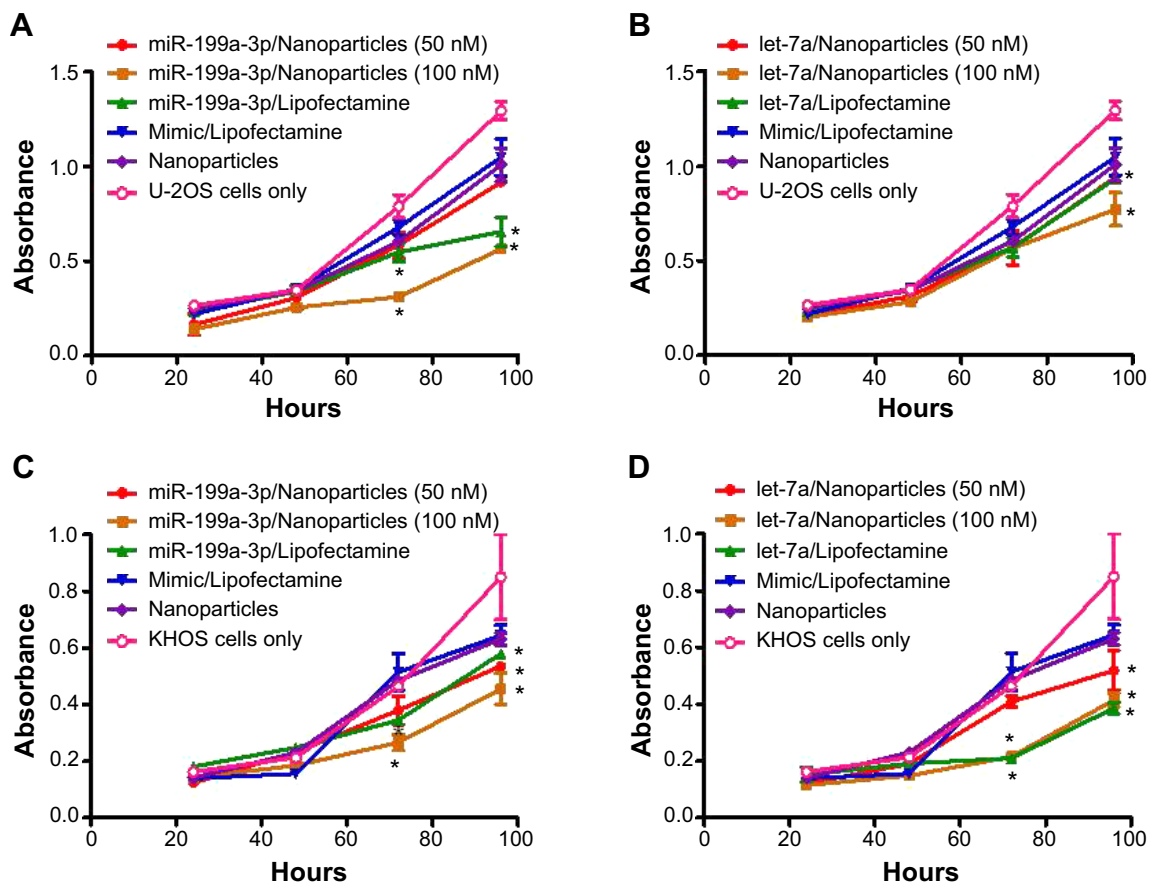 A
miR-199a-3p/Nanoparticles (50 nM)
miR-199a-3p/Nanoparticles (100 nM)
miR-199a-3p/Lipofectamine
Mimic/Lipofectamine
Nanoparticles
U-2OS cells only
Absorbance
1.5
1.0
0.5
0.0
* * * *
0 20 40 60 80 100
Hours
B
let-7a/Nanoparticles (50 nM)
let-7a/Nanoparticles (100 nM)
let-7a/Lipofectamine
Mimic/Lipofectamine
Nanoparticles
U-2OS cells only
Absorbance
1.5
1.0
0.5
0.0
* *
0 20 40 60 80 100
Hours
C
miR-199a-3p/Nanoparticles (50 nM)
miR-199a-3p/Nanoparticles (100 nM)
miR-199a-3p/Lipofectamine
Mimic/Lipofectamine
Nanoparticles
KHOS cells only
Absorbance
1.0
0.8
0.6
0.4
0.2
0.0
* * * * *
0 20 40 60 80 100
Hours
D
let-7a/Nanoparticles (50 nM)
let-7a/Nanoparticles (100 nM)
let-7a/Lipofectamine
Mimic/Lipofectamine
Nanoparticles
KHOS cells only
Absorbance
1.0
0.8
0.6
0.4
0.2
0.0
* * * * *
0 20 40 60 80 100
Hours